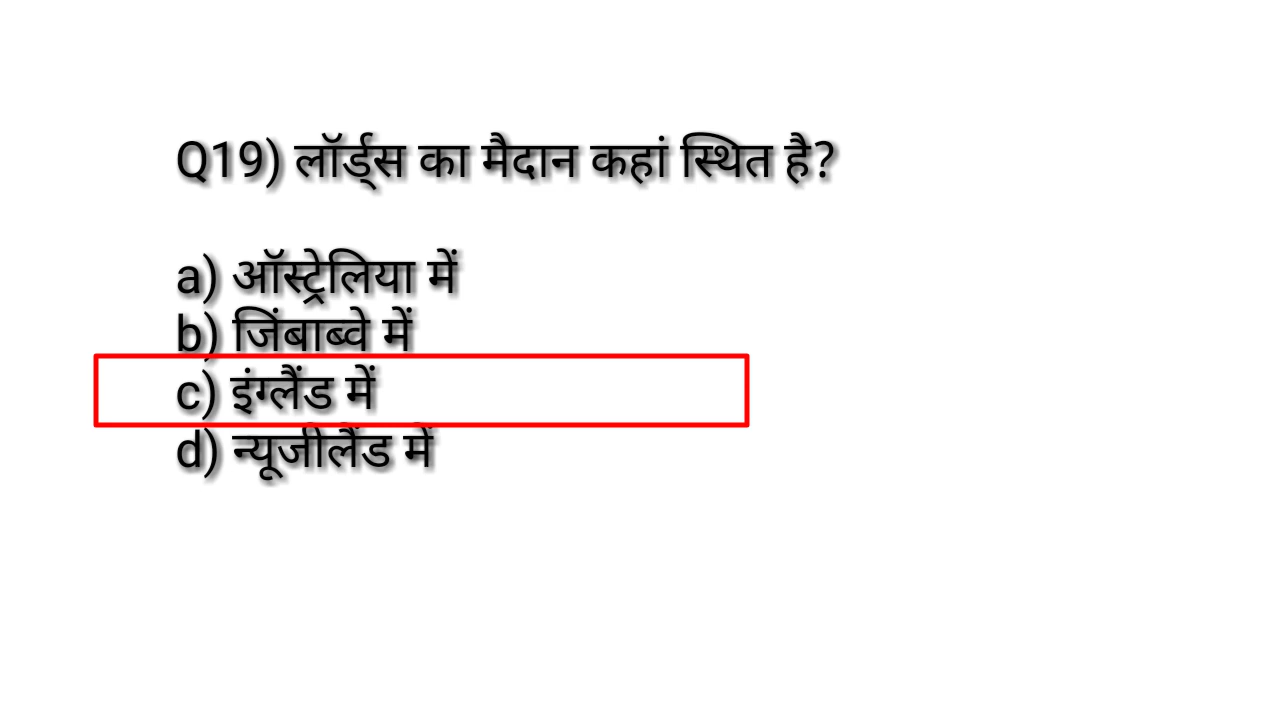 Q19) लॉर्ड्स का मैदान कहां स्थित है?
a) ऑस्ट्रेलिया में
b) जिंबाब्वे में
c) इंग्लैंड में
d) न्यूजीलैंड में